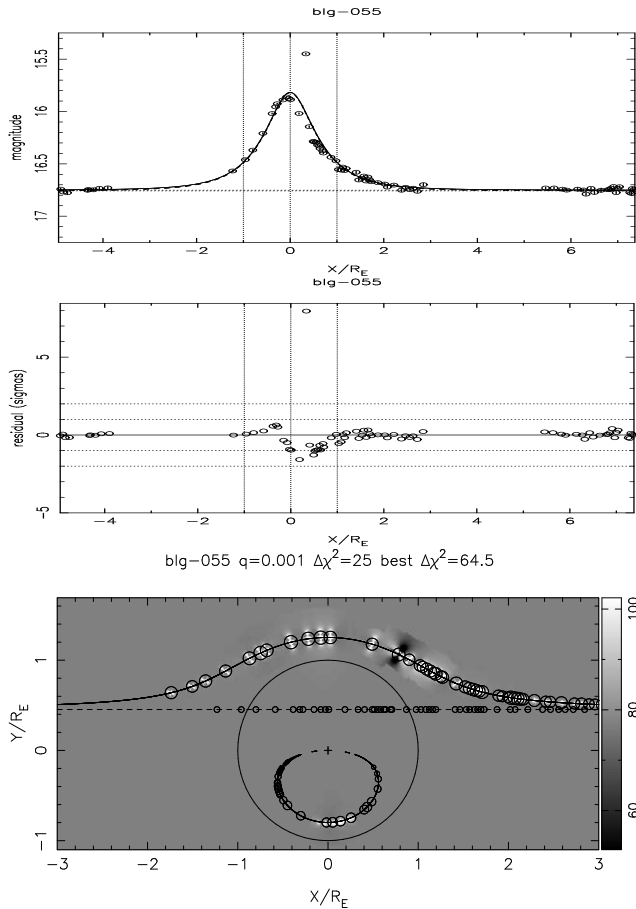 blg-055
15.5
16
16.5
17
magnitude
−4 −2 0 2 4 6
X/R_E
blg-055
5
0
−5
residual (sigmas)
−4 −2 0 2 4 6
X/R_E
blg-055 q=0.001 Δχ²=25 best Δχ²=64.5
1
0
−1
Y/R_E
100
80
60
−3 −2 −1 0 1 2 3
X/R_E